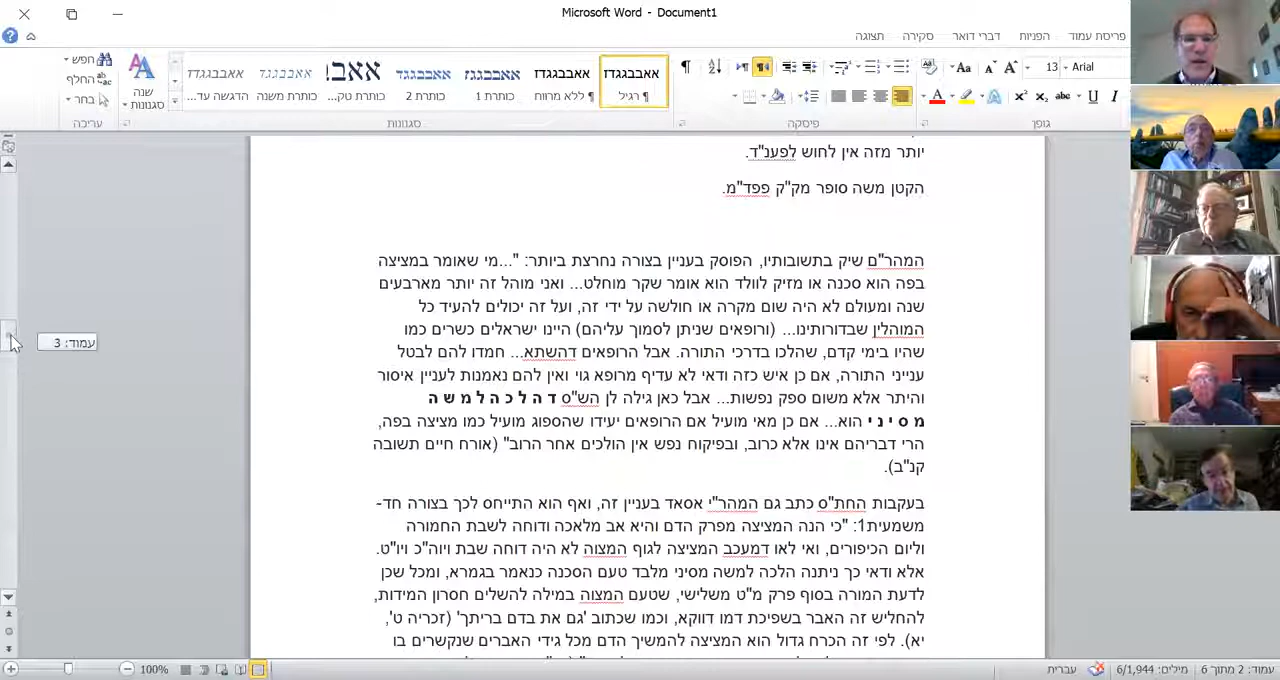 Microsoft Word - Document1
פריסת עמוד הפניות דברי דואר סקירה תצוגה
Arial 13
אאבבגגדז אאבבגגדז אאבבגגז אאבבגגדז אאב: אאבבגגדז אאבבגגדז
¶ רגיל ¶ ללא מרווח כותרת 1 כותרת 2 כותרת טק... כותרת משנה הדגשה עד...
שנה
סגנונות
חפש
החלף
בחר
גופן פיסקה סגנונות עריכה
יותר מזה אין לחוש לפענ"ד.
הקטן משה סופר מק"ק פפד"מ.
המהר"ם שיק בתשובותיו, הפוסק בעניין בצורה נחרצת ביותר: "...מי שאומר במציצה
בפה הוא סכנה או מזיק לוולד הוא אומר שקר מוחלט... ואני מוהל זה יותר מארבעים
שנה ומעולם לא היה שום מקרה או חולשה על ידי זה, ועל זה יכולים להעיד כל
המוהלין שבדורותינו... (ורופאים שניתן לסמוך עליהם) היינו ישראלים כשרים כמו
שהיו בימי קדם, שהלכו בדרכי התורה. אבל הרופאים דהשתא... חמדו להם לבטל
ענייני התורה, אם כן איש כזה ודאי לא עדיף מרופא גוי ואין להם נאמנות לעניין איסור
והיתר אלא משום ספק נפשות... אבל כאן גילה לן הש"ס ד ה ל כ ה ל מ ש ה
מ ס י נ י הוא... אם כן מאי מועיל אם הרופאים יעידו שהספוג מועיל כמו מציצה בפה,
הרי דבריהם אינו אלא כרוב, ובפיקוח נפש אין הולכים אחר הרוב" (אורח חיים תשובה
קנ"ב).
בעקבות החת"ס כתב גם המהר"י אסאד בעניין זה, ואף הוא התייחס לכך בצורה חד-
משמעית1: "כי הנה המציצה מפרק הדם והיא אב מלאכה ודוחה לשבת החמורה
וליום הכיפורים, ואי לאו דמעכב המציצה לגוף המצוה לא היה דוחה שבת ויוה"כ ויו"ט.
אלא ודאי כך ניתנה הלכה למשה מסיני מלבד טעם הסכנה כנאמר בגמרא, ומכל שכן
לדעת המורה בסוף פרק מ"ט משלישי, שטעם המצוה במילה להשלים חסרון המידות,
להחליש זה האבר בשפיכת דמו דווקא, וכמו שכתוב 'גם את בדם בריתך' (זכריה ט',
יא). לפי זה הכרח גדול הוא המציצה להמשיך הדם מכל גידי האברים שנקשרים בו
עמוד: 3
עמוד: 2 מתוך 6 מילים: 6/1,944 עברית 100%